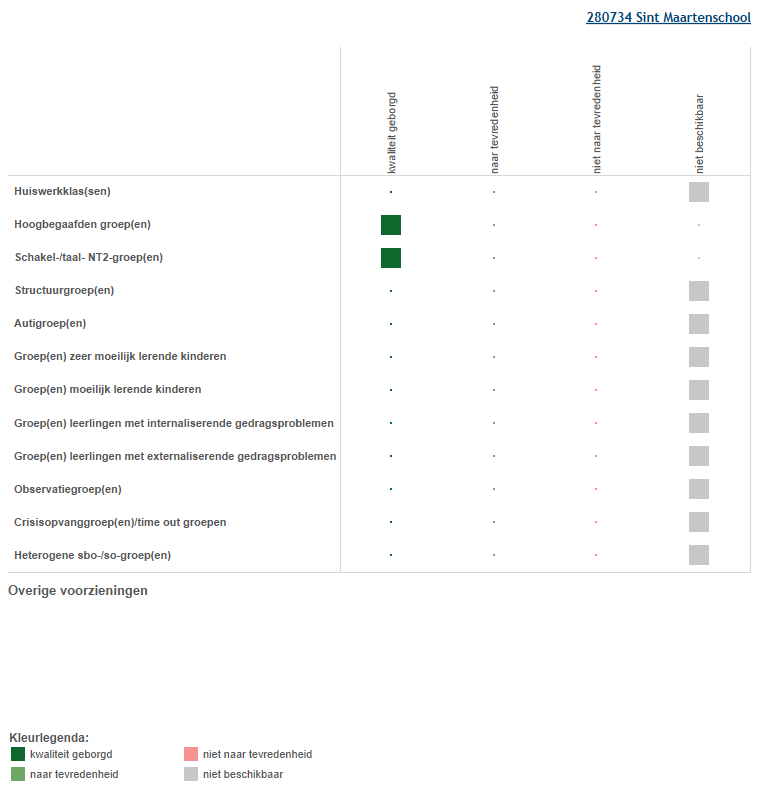 280734 Sint Maartenschool
kwaliteit geborgd
naar tevredenheid
niet naar tevredenheid
niet beschikbaar
Huiswerkklas(sen)
Hoogbegaafden groep(en)
Schakel-/taal- NT2-groep(en)
Structuurgroep(en)
Autigroep(en)
Groep(en) zeer moeilijk lerende kinderen
Groep(en) moeilijk lerende kinderen
Groep(en) leerlingen met internaliserende gedragsproblemen
Groep(en) leerlingen met externaliserende gedragsproblemen
Observatiegroep(en)
Crisisopvanggroep(en)/time out groepen
Heterogene sbo-/so-groep(en)
Overige voorzieningen
Kleurlegenda:
kwaliteit geborgd
niet naar tevredenheid
naar tevredenheid
niet beschikbaar